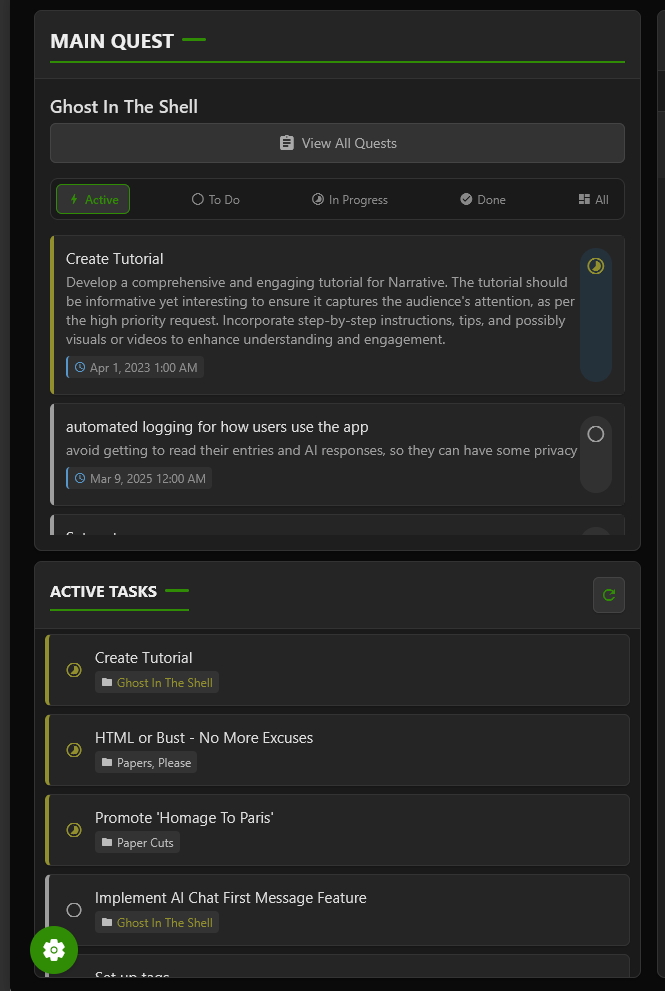 MAIN QUEST
Ghost In The Shell
View All Quests
Active
To Do
In Progress
Done
All
Create Tutorial
Develop a comprehensive and engaging tutorial for Narrative. The tutorial should
be informative yet interesting to ensure it captures the audience's attention, as per
the high priority request. Incorporate step-by-step instructions, tips, and possibly
visuals or videos to enhance understanding and engagement.
Apr 1, 2023 1:00 AM
automated logging for how users use the app
avoid getting to read their entries and AI responses, so they can have some privacy
Mar 9, 2025 12:00 AM
ACTIVE TASKS
Create Tutorial
Ghost In The Shell
HTML or Bust - No More Excuses
Papers, Please
Promote 'Homage To Paris'
Paper Cuts
Implement AI Chat First Message Feature
Ghost In The Shell
Set up tags